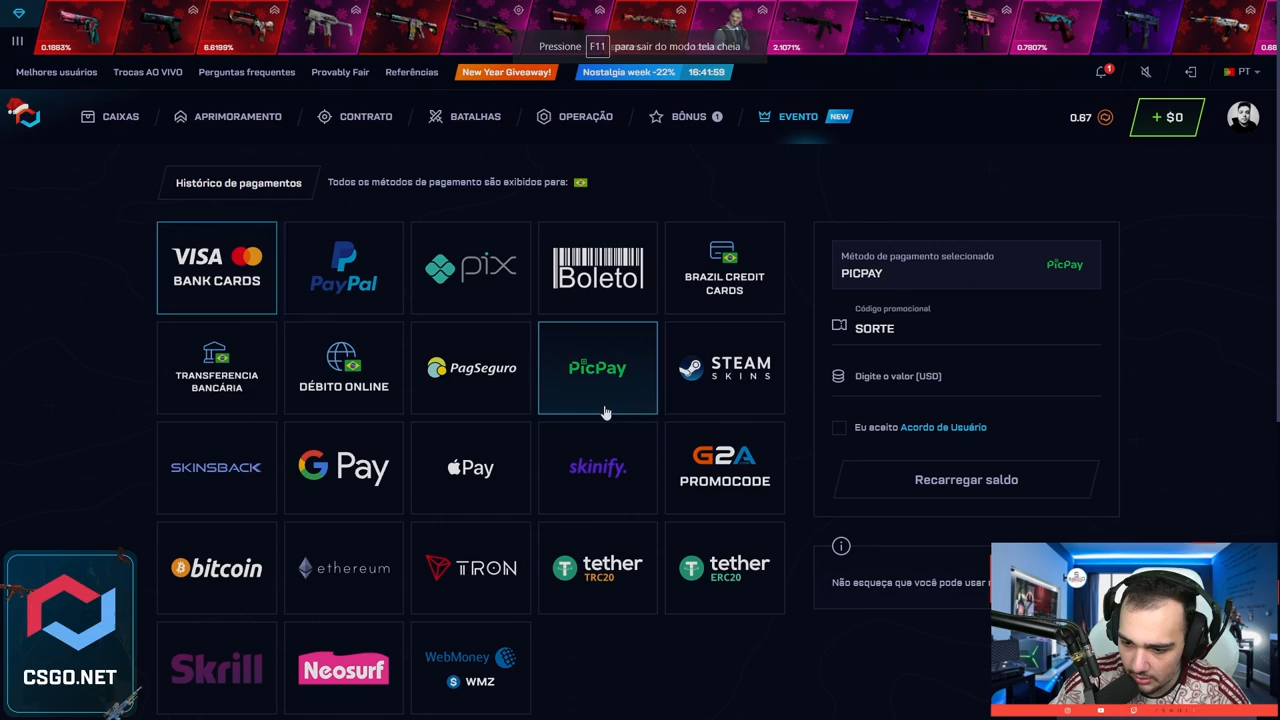 0.1883%
6.6199%
2.1071%
0.7807%
0.68
Pressione F11 para sair do modo tela cheia
Melhores usuários
Trocas AO VIVO
Perguntas frequentes
Provably Fair
Referências
New Year Giveaway!
Nostalgia week -22%
16:41:59
1
PT
CAIXAS
APRIMORAMENTO
CONTRATO
BATALHAS
OPERAÇÃO
BÔNUS 1
EVENTO NEW
0.67
+ $0
Histórico de pagamentos
Todos os métodos de pagamento são exibidos para:
VISA
BANK CARDS
PayPal
pix
Boleto
BRAZIL CREDIT
CARDS
Método de pagamento selecionado
PICPAY
PicPay
Código promocional
SORTE
TRANSFERENCIA
BANCÁRIA
DÉBITO ONLINE
PagSeguro
PicPay
STEAM
SKINS
Digite o valor (USD)
Eu aceito Acordo de Usuário
Recarregar saldo
SKINSBACK
G Pay
Pay
skinify.
G2A
PROMOCODE
bitcoin
ethereum
TRON
tether
TRC20
tether
ERC20
Não esqueça que você pode usar
Skrill
Neosurf
WebMoney
WMZ
CSGO.NET